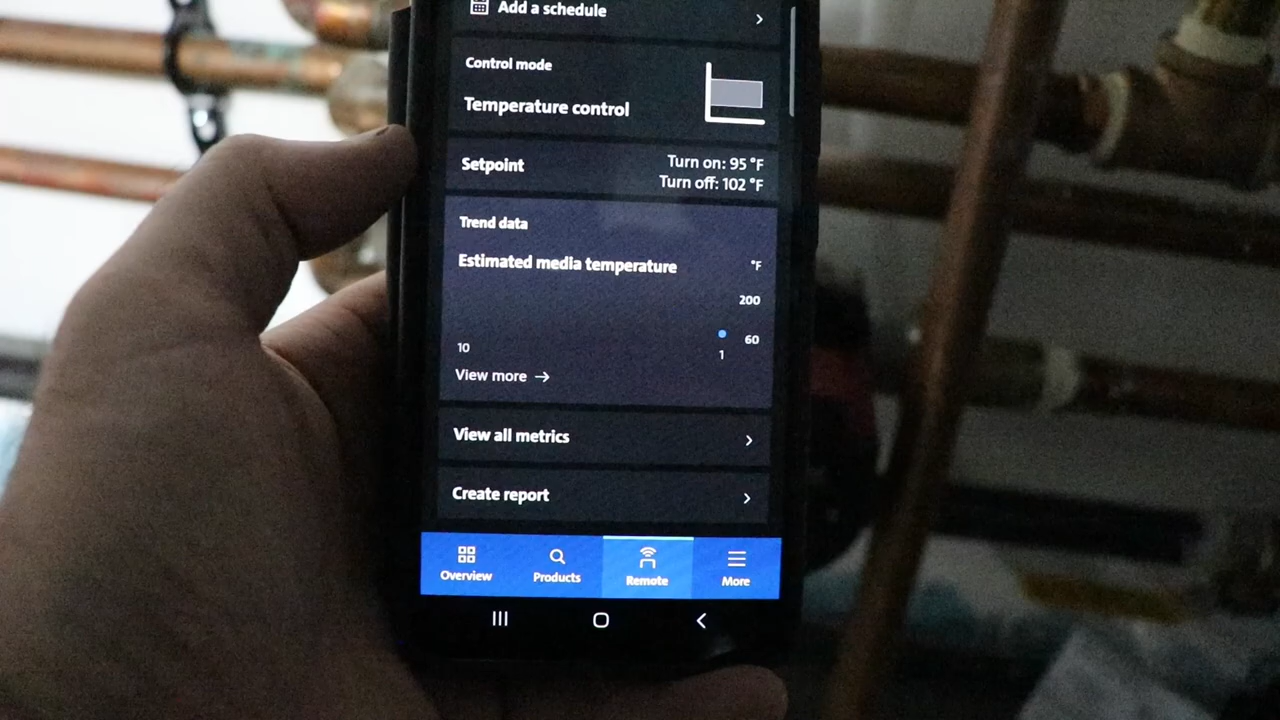 Add a schedule
Control mode
Temperature control
Setpoint
Turn on: 95 °F
Turn off: 102 °F
Trend data
Estimated media temperature
°F
200
60
10
1
View more →
View all metrics
Create report
Overview
Products
Remote
More